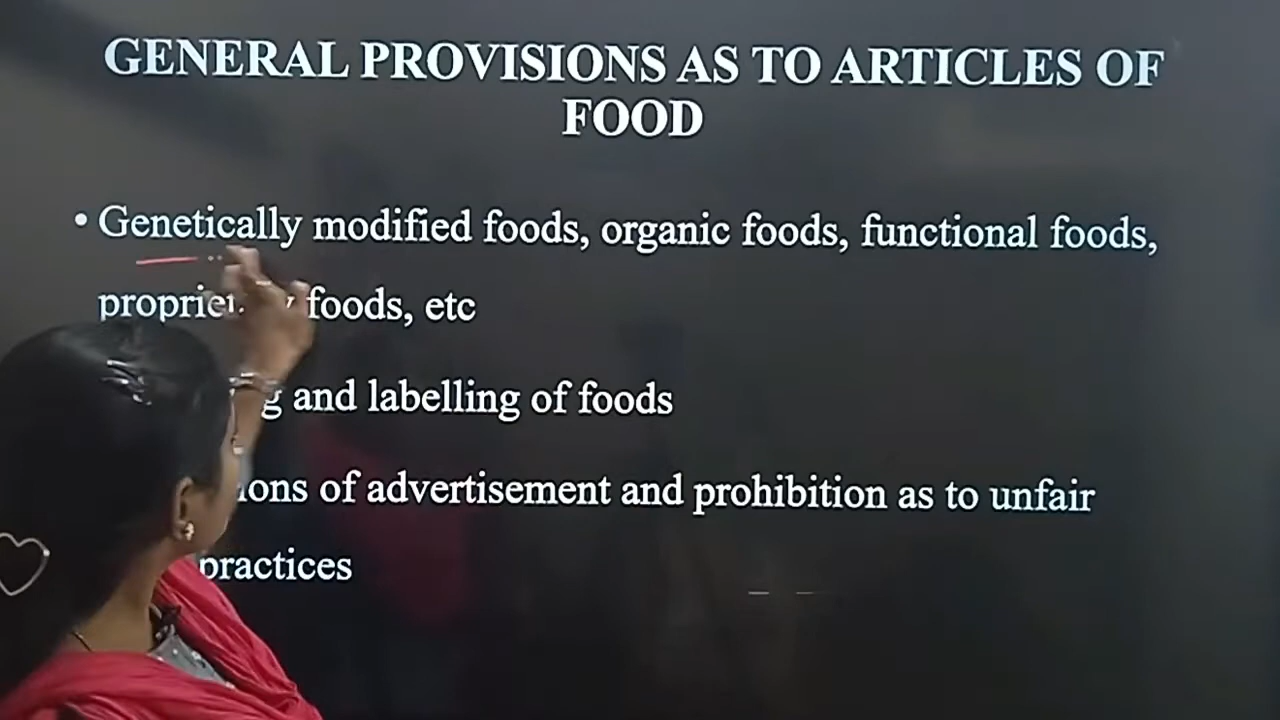 GENERAL PROVISIONS AS TO ARTICLES OF
FOOD
• Genetically modified foods, organic foods, functional foods,
foods, etc
and labelling of foods
of advertisement and prohibition as to unfair
practices